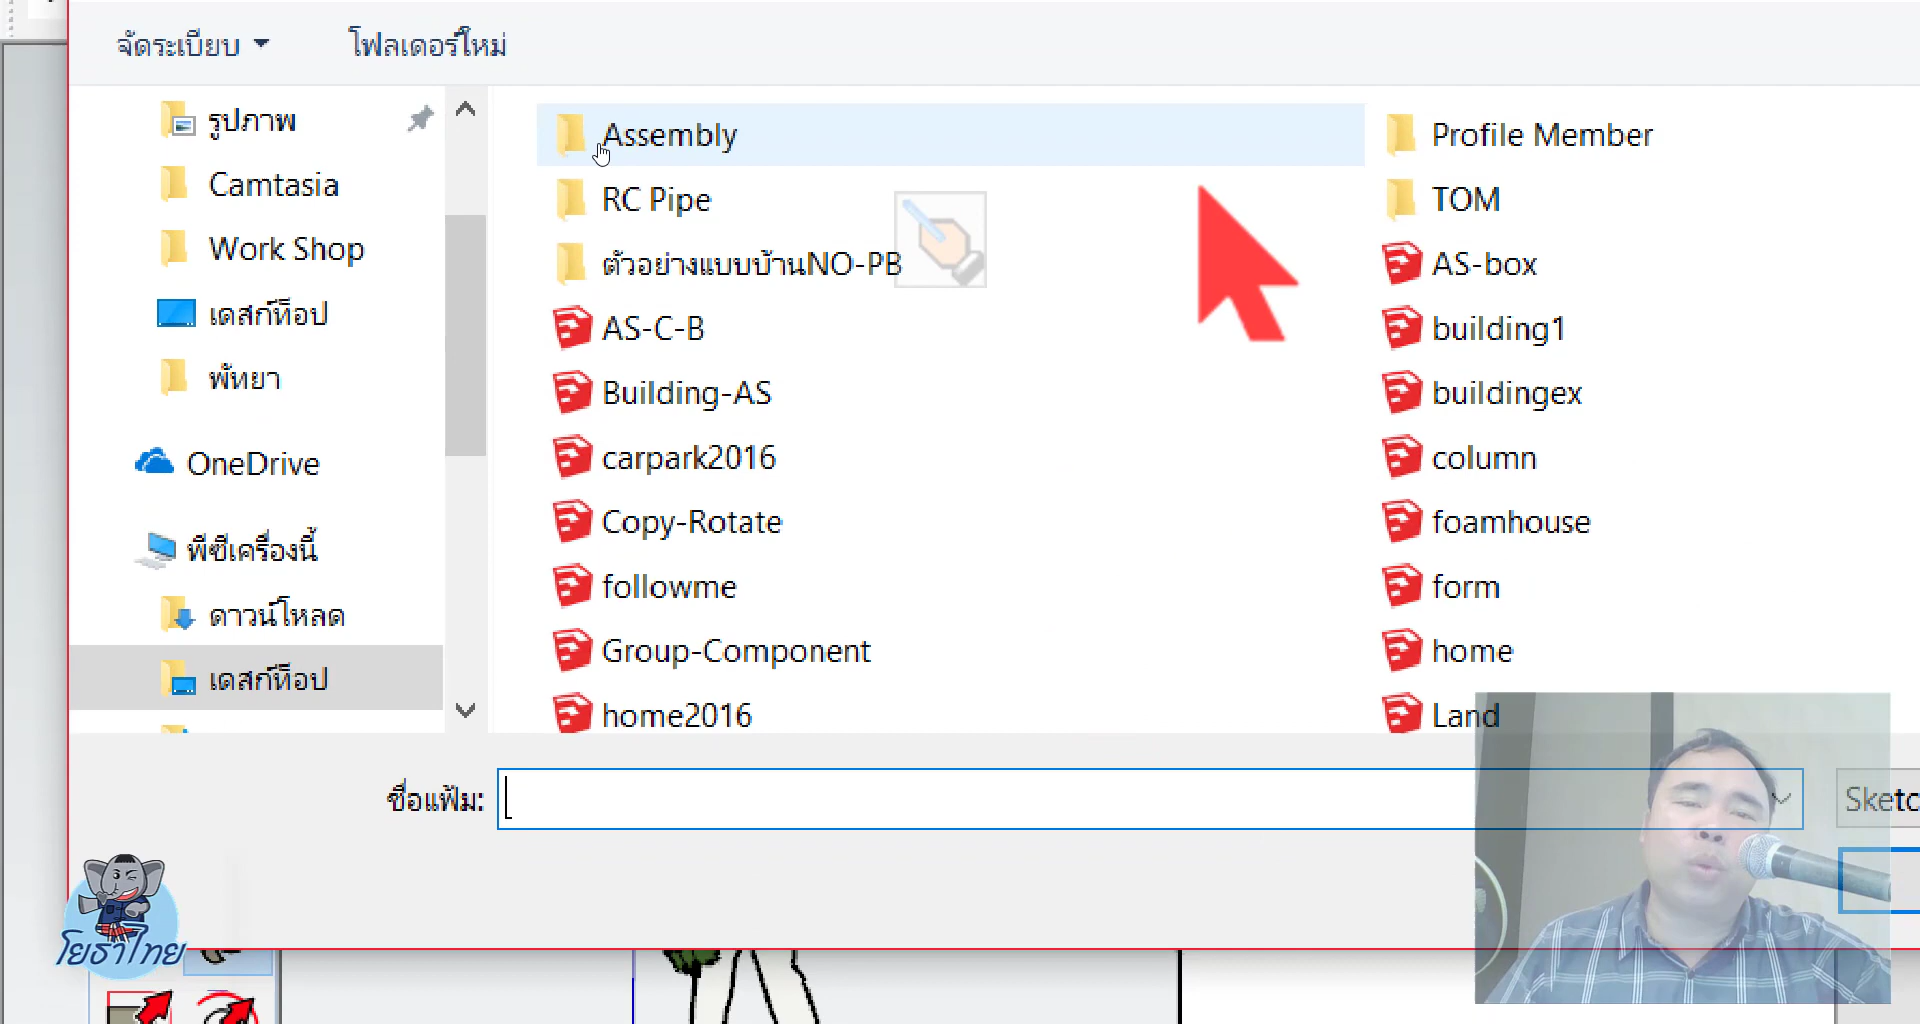 จัดระเบียบ
โฟลเดอร์ใหม่
รูปภาพ
Camtasia
Work Shop
เดสก์ท็อป
พัทยา
OneDrive
พีซีเครื่องนี้
ดาวน์โหลด
เดสก์ท็อป
Assembly
RC Pipe
ตัวอย่างแบบบ้านNO-PB
AS-C-B
Building-AS
carpark2016
Copy-Rotate
followme
Group-Component
home2016
Profile Member
TOM
AS-box
building1
buildingex
column
foamhouse
form
home
Land
ชื่อแฟ้ม:
Sketc
โยธาไทย